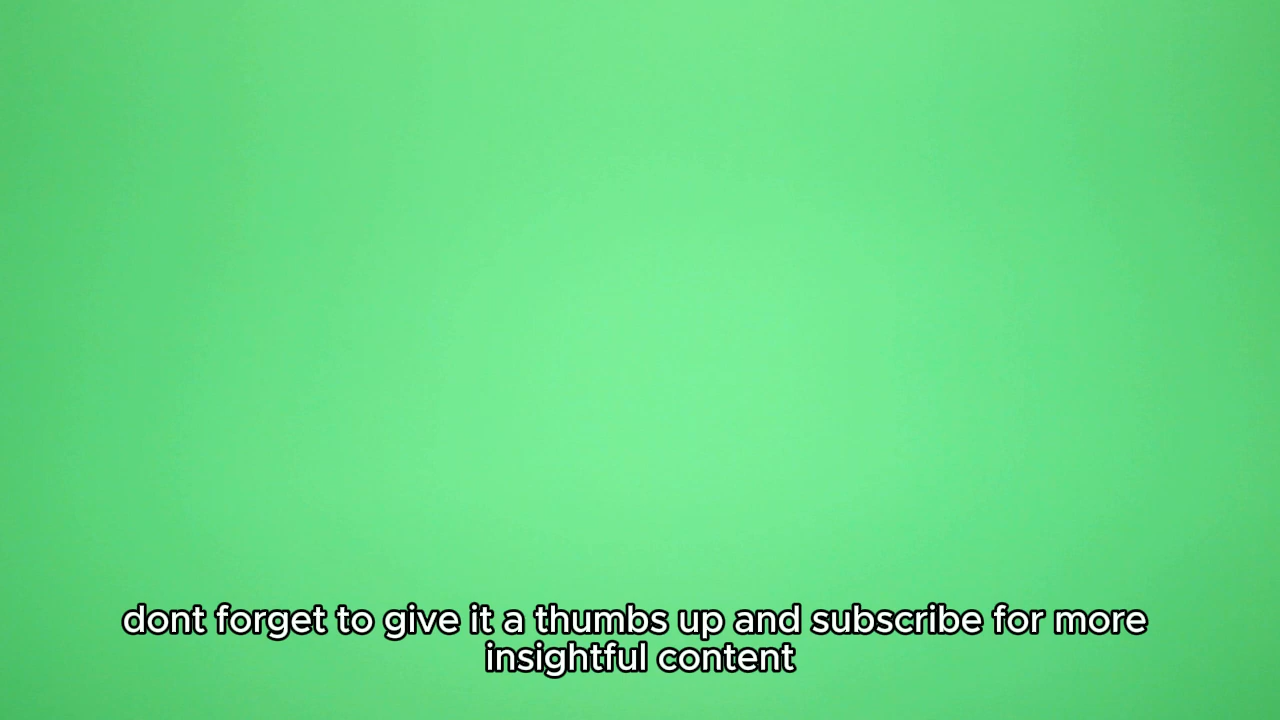 dont forget to give it a thumbs up and subscribe for more
insightful content